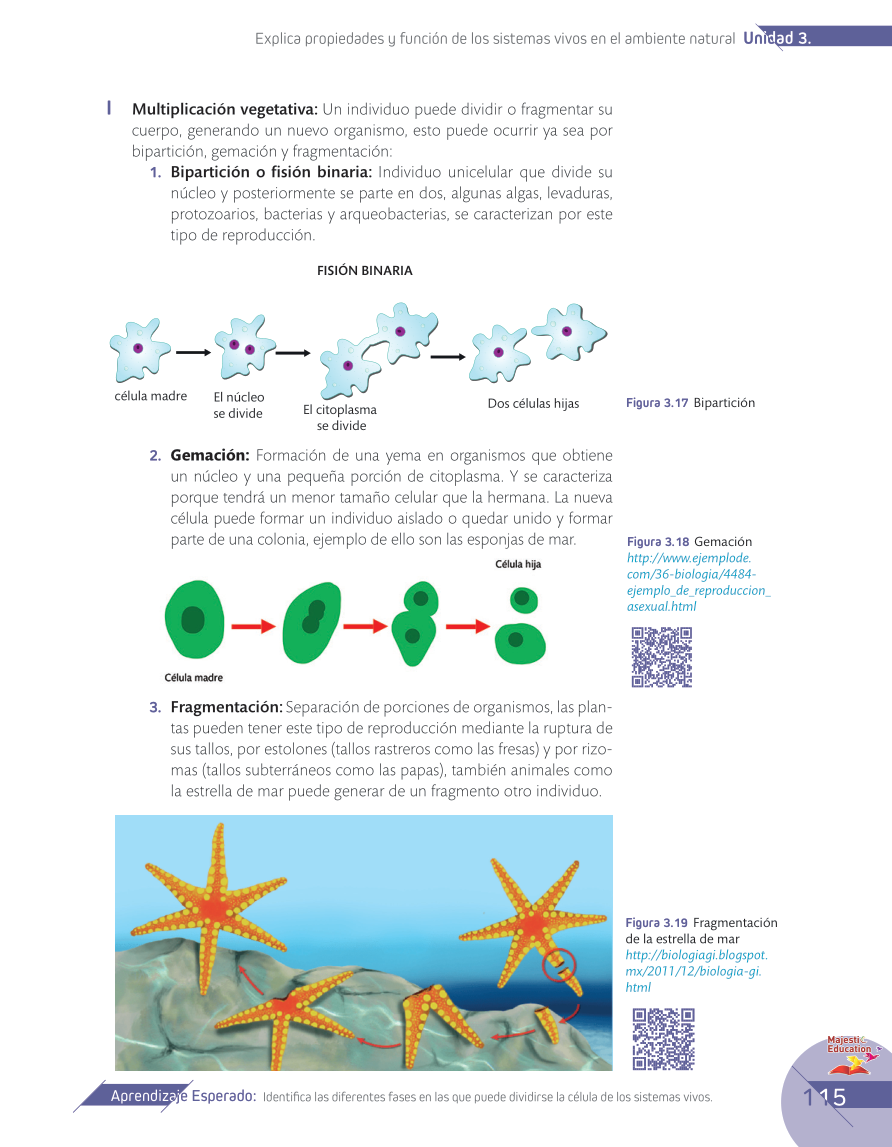 Explica propiedades y función de los sistemas vivos en el ambiente natural Unidad 3.
I Multiplicación vegetativa: Un individuo puede dividir o fragmentar su
cuerpo, generando un nuevo organismo, esto puede ocurrir ya sea por
bipartición, gemación y fragmentación:
1. Bipartición o fisión binaria: Individuo unicelular que divide su
núcleo y posteriormente se parte en dos, algunas algas, levaduras,
protozoarios, bacterias y arqueobacterias, se caracterizan por este
tipo de reproducción.
FISIÓN BINARIA
célula madre
El núcleo
se divide
El citoplasma
se divide
Dos células hijas
Figura 3.17 Bipartición
2. Gemación: Formación de una yema en organismos que obtiene
un núcleo y una pequeña porción de citoplasma. Y se caracteriza
porque tendrá un menor tamaño celular que la hermana. La nueva
célula puede formar un individuo aislado o quedar unido y formar
parte de una colonia, ejemplo de ello son las esponjas de mar.
Célula hija
Célula madre
Figura 3.18 Gemación
http://www.ejemplode.
com/36-biologia/4484-
ejemplo_de_reproduccion_
asexual.html
3. Fragmentación: Separación de porciones de organismos, las plan-
tas pueden tener este tipo de reproducción mediante la ruptura de
sus tallos, por estolones (tallos rastreros como las fresas) y por rizo-
mas (tallos subterráneos como las papas), también animales como
la estrella de mar puede generar de un fragmento otro individuo.
Figura 3.19 Fragmentación
de la estrella de mar
http://biologiagi.blogspot.
mx/2011/12/biologia-gi.
html
Majestic
Education
Aprendizaje Esperado: Identifica las diferentes fases en las que puede dividirse la célula de los sistemas vivos.
115